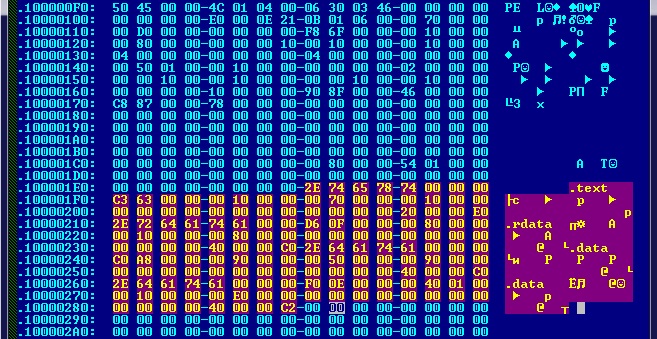 .100000F0: 50 45 00 00-4C 01 04 00-06 30 03 46-00 00 00 00 PE L☺♦ ♠0♥F
.10000100: 00 00 00 00-E0 00 0E 21-0B 01 06 00-00 70 00 00 р ♫!♂☺♠ p
.10000110: 00 D0 00 00-00 00 00 00-F8 6F 00 00-00 10 00 00 °o ►
.10000120: 00 80 00 00-00 00 00 10-00 10 00 00-00 10 00 00 А ► ► ►
.10000130: 04 00 00 00-00 00 00 00-04 00 00 00-00 00 00 00 ♦ ♦
.10000140: 00 50 01 00-00 10 00 00-00 00 00 00-02 00 00 00 P☺ ► ☻
.10000150: 00 00 10 00-00 10 00 00-00 00 10 00-00 10 00 00 ► ► ► ►
.10000160: 00 00 00 00-10 00 00 00-90 8F 00 00-46 00 00 00 ► РП F
.10000170: C8 87 00 00-78 00 00 00-00 00 00 00-00 00 00 00 ╚З x
.10000180: 00 00 00 00-00 00 00 00-00 00 00 00-00 00 00 00
.10000190: 00 00 00 00-00 00 00 00-00 00 00 00-00 00 00 00
.100001A0: 00 00 00 00-00 00 00 00-00 00 00 00-00 00 00 00
.100001B0: 00 00 00 00-00 00 00 00-00 00 00 00-00 00 00 00
.100001C0: 00 00 00 00-00 00 00 00-00 80 00 00-54 01 00 00 А T☺
.100001D0: 00 00 00 00-00 00 00 00-00 00 00 00-00 00 00 00
.100001E0: 00 00 00 00-00 00 00 00-2E 74 65 78-74 00 00 00 .text
.100001F0: C3 63 00 00-00 10 00 00-00 70 00 00-00 10 00 00 ├c ► p ►
.10000200: 00 00 00 00-00 00 00 00-00 00 00 00-20 00 00 E0 р
.10000210: 2E 72 64 61-74 61 00 00-D6 0F 00 00-00 80 00 00 .rdata ╓☼ А
.10000220: 00 10 00 00-00 80 00 00-00 00 00 00-00 00 00 00 ► А
.10000230: 00 00 00 00-40 00 00 C0-2E 64 61 74-61 00 00 00 @ └.data
.10000240: C0 A8 00 00-00 90 00 00-00 50 00 00-00 90 00 00 └и Р P Р
.10000250: 00 00 00 00-00 00 00 00-00 00 00 00-40 00 00 C0 @ └
.10000260: 2E 64 61 74-61 00 00 00-F0 0E 00 00-00 40 01 00 .data Ё♫ @☺
.10000270: 00 10 00 00-00 E0 00 00-00 00 00 00-00 00 00 00 ► р
.10000280: 00 00 00 00-40 00 00 C2-00 00 00 00-00 00 00 00 @ ┬
.10000290: 00 00 00 00-00 00 00 00-00 00 00 00-00 00 00 00
.100002A0: 00 00 00 00-00 00 00 00-00 00 00 00-00 00 00 00